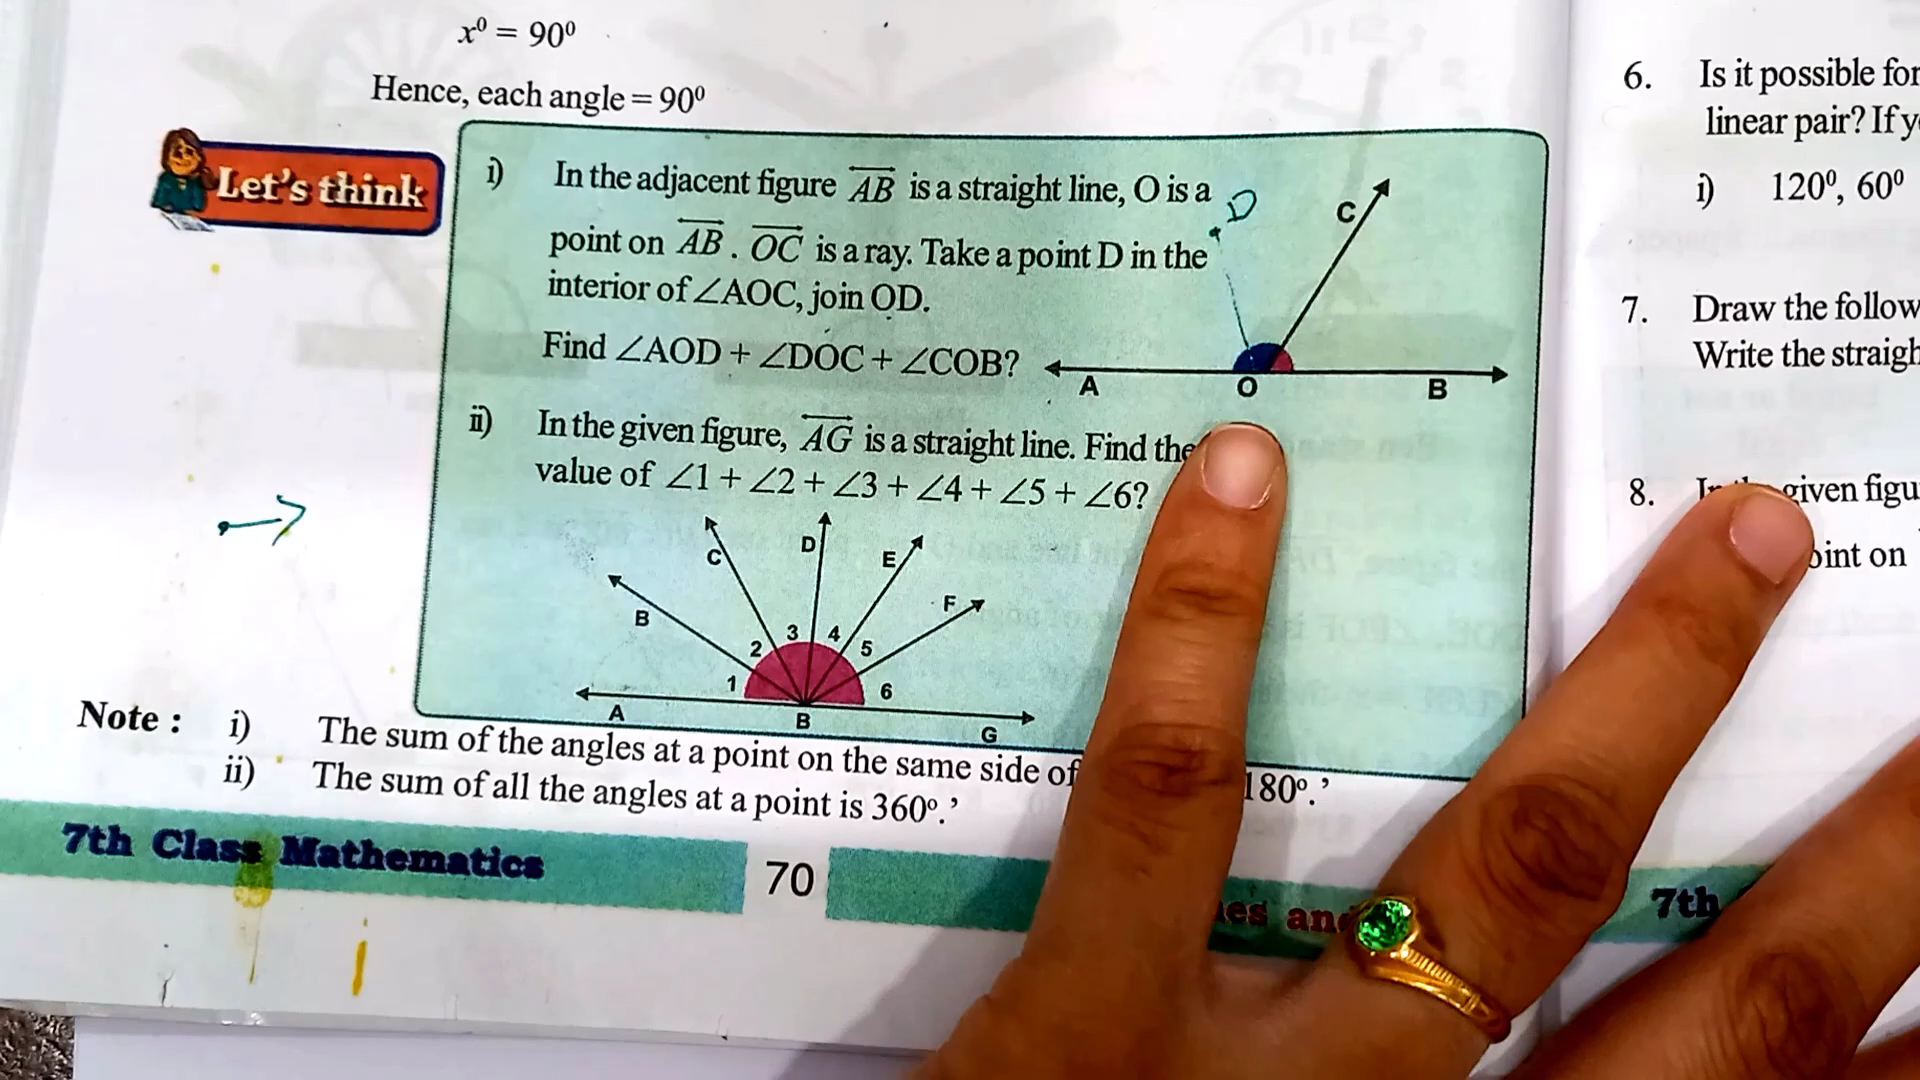 x⁰ = 90⁰
Hence, each angle = 90⁰
Let's think
i) In the adjacent figure AB is a straight line, O is a
point on AB . OC is a ray. Take a point D in the
interior of ∠AOC, join OD.
Find ∠AOD + ∠DOC + ∠COB?
D
C
A O B
ii) In the given figure, AG is a straight line. Find the
value of ∠1 + ∠2 + ∠3 + ∠4 + ∠5 + ∠6?
C D E
B F
1 2 3 4 5 6
A B G
Note : i) The sum of the angles at a point on the same side of 180⁰.’
ii) The sum of all the angles at a point is 360⁰.’
7th Class Mathematics
70
6. Is it possible for
linear pair? If
i) 120⁰, 60⁰
7. Draw the follow
Write the straigh
8. given figu
oint on
7th